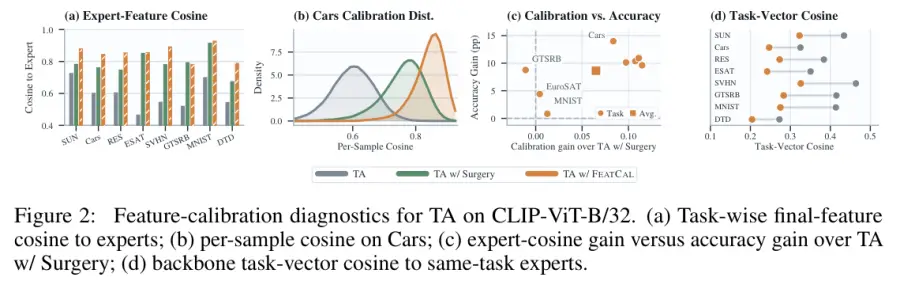 (a) Expert-Feature Cosine
Cosine to Expert
1.0
0.8
0.6
0.4
SUN
Cars
RES
ESAT
SVHN
GTSRB
MNIST
DTD
(b) Cars Calibration Dist.
Density
7.5
5.0
2.5
0.0
0.6
0.8
Per-Sample Cosine
(c) Calibration vs. Accuracy
Accuracy Gain (pp)
15
10
5
0
Cars
GTSRB
EuroSAT
MNIST
Task
Avg.
0.00
0.05
0.10
Calibration gain over TA w/ Surgery
(d) Task-Vector Cosine
SUN
Cars
RES
ESAT
SVHN
GTSRB
MNIST
DTD
0.1
0.2
0.3
0.4
0.5
Task-Vector Cosine
TA
TA w/ Surgery
TA w/ FEATCAL
Figure 2: Feature-calibration diagnostics for TA on CLIP-ViT-B/32. (a) Task-wise final-feature
cosine to experts; (b) per-sample cosine on Cars; (c) expert-cosine gain versus accuracy gain over TA
w/ Surgery; (d) backbone task-vector cosine to same-task experts.